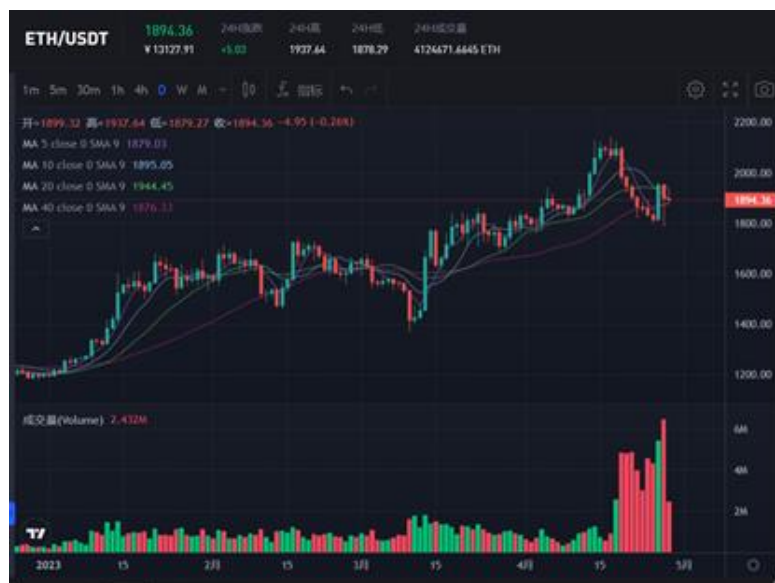 ETH/USDT
1894.36
¥ 13127.91
24H涨跌
+5.03
24H高
1937.64
24H低
1878.29
24H成交量
4124671.6645 ETH
1m 5m 30m 1h 4h D W M 指标
开=1899.32 高=1937.64 低=1879.27 收=1894.36 -4.95 (-0.26%)
MA 5 close 0 SMA 9 1879.03
MA 10 close 0 SMA 9 1895.05
MA 20 close 0 SMA 9 1944.45
MA 40 close 0 SMA 9 1876.33
2200.00
2000.00
1894.36
1800.00
1600.00
1400.00
1200.00
成交量(Volume) 2.432M
6M
4M
2M
2023 15 2月 15 3月 15 4月 15 5月